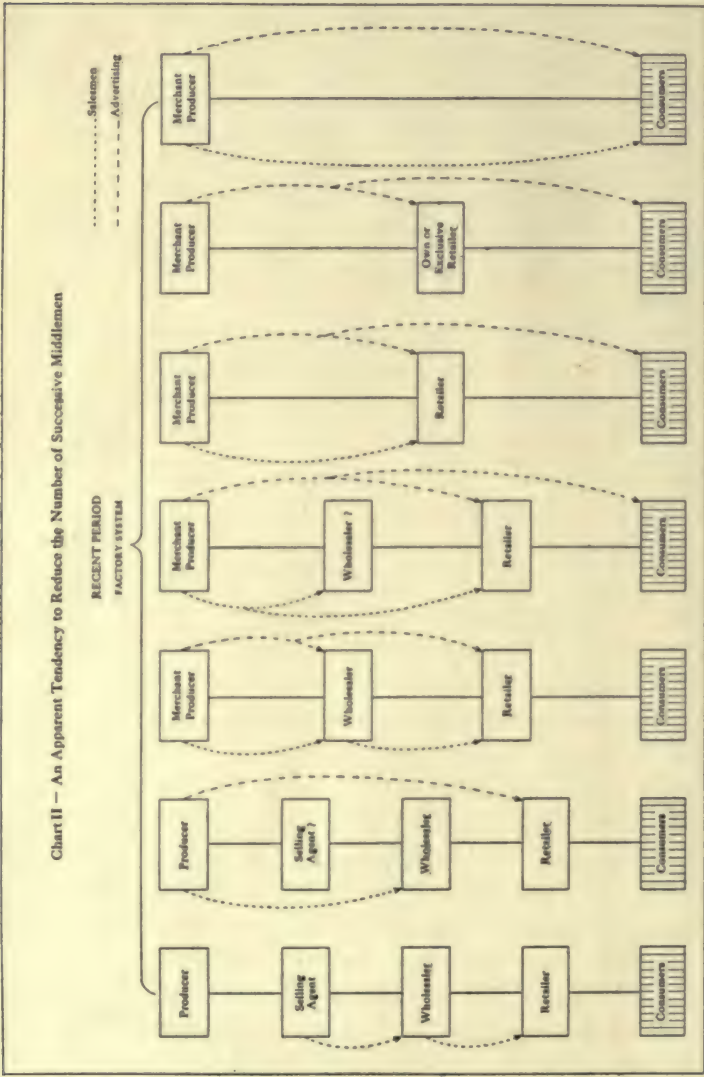 Chart II — An Apparent Tendency to Reduce the Number of Successive Middlemen
RECENT PERIOD
FACTORY SYSTEM
Salesmen
Advertising
Producer
Selling
Agent
Wholesaler
Retailer
Consumers
Producer
Selling
Agent ?
Wholesaler
Retailer
Consumers
Merchant
Producer
Wholesaler
Retailer
Consumers
Merchant
Producer
Wholesaler ?
Retailer
Consumers
Merchant
Producer
Retailer
Consumers
Merchant
Producer
Own or
Exclusive
Retailer
Consumers
Merchant
Producer
Consumers